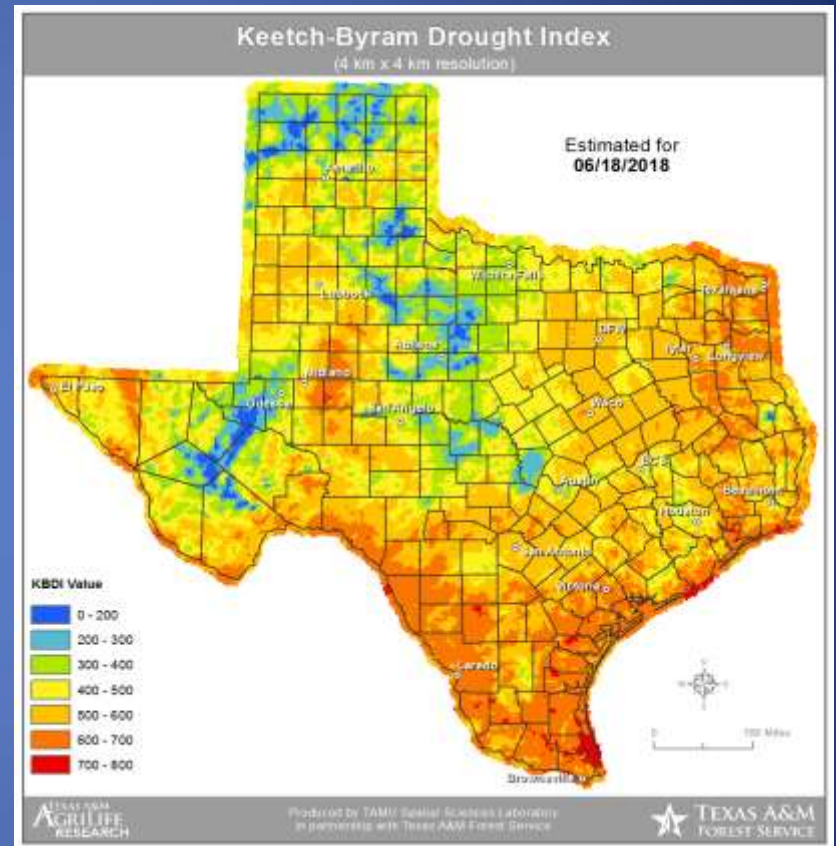 Keetch-Byram Drought Index
(4 km x 4 km resolution)
Estimated for
06/18/2018
Amarillo
Wichita Falls
Lubbock
Texarkana
DFW
Abilene
Tyler
Longview
Midland
El Paso
Odessa
San Angelo
Waco
BCS
Austin
Beaumont
Houston
San Antonio
Victoria
KBDI Value
0 - 200
200 - 300
300 - 400
400 - 500
500 - 600
600 - 700
700 - 800
Laredo
0
Brownsville
TEXAS A&M
AGRILIFE
RESEARCH
Produced by TAMU Spatial Sciences Laboratory
in partnership with Texas A&M Forest Service
TEXAS A&M
FOREST SERVICE